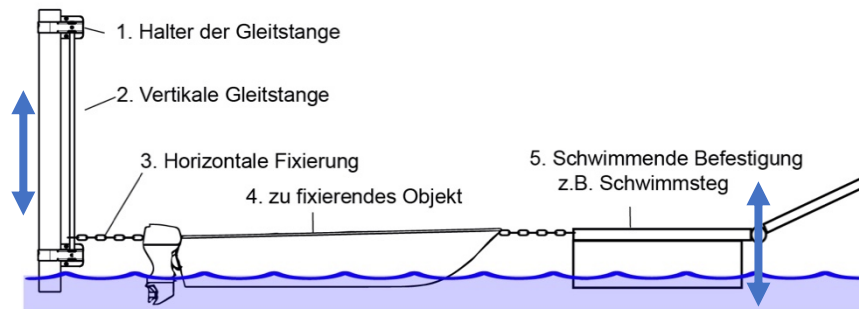 1. Halter der Gleitstange
2. Vertikale Gleitstange
3. Horizontale Fixierung
4. zu fixierendes Objekt
5. Schwimmende Befestigung
z.B. Schwimmsteg